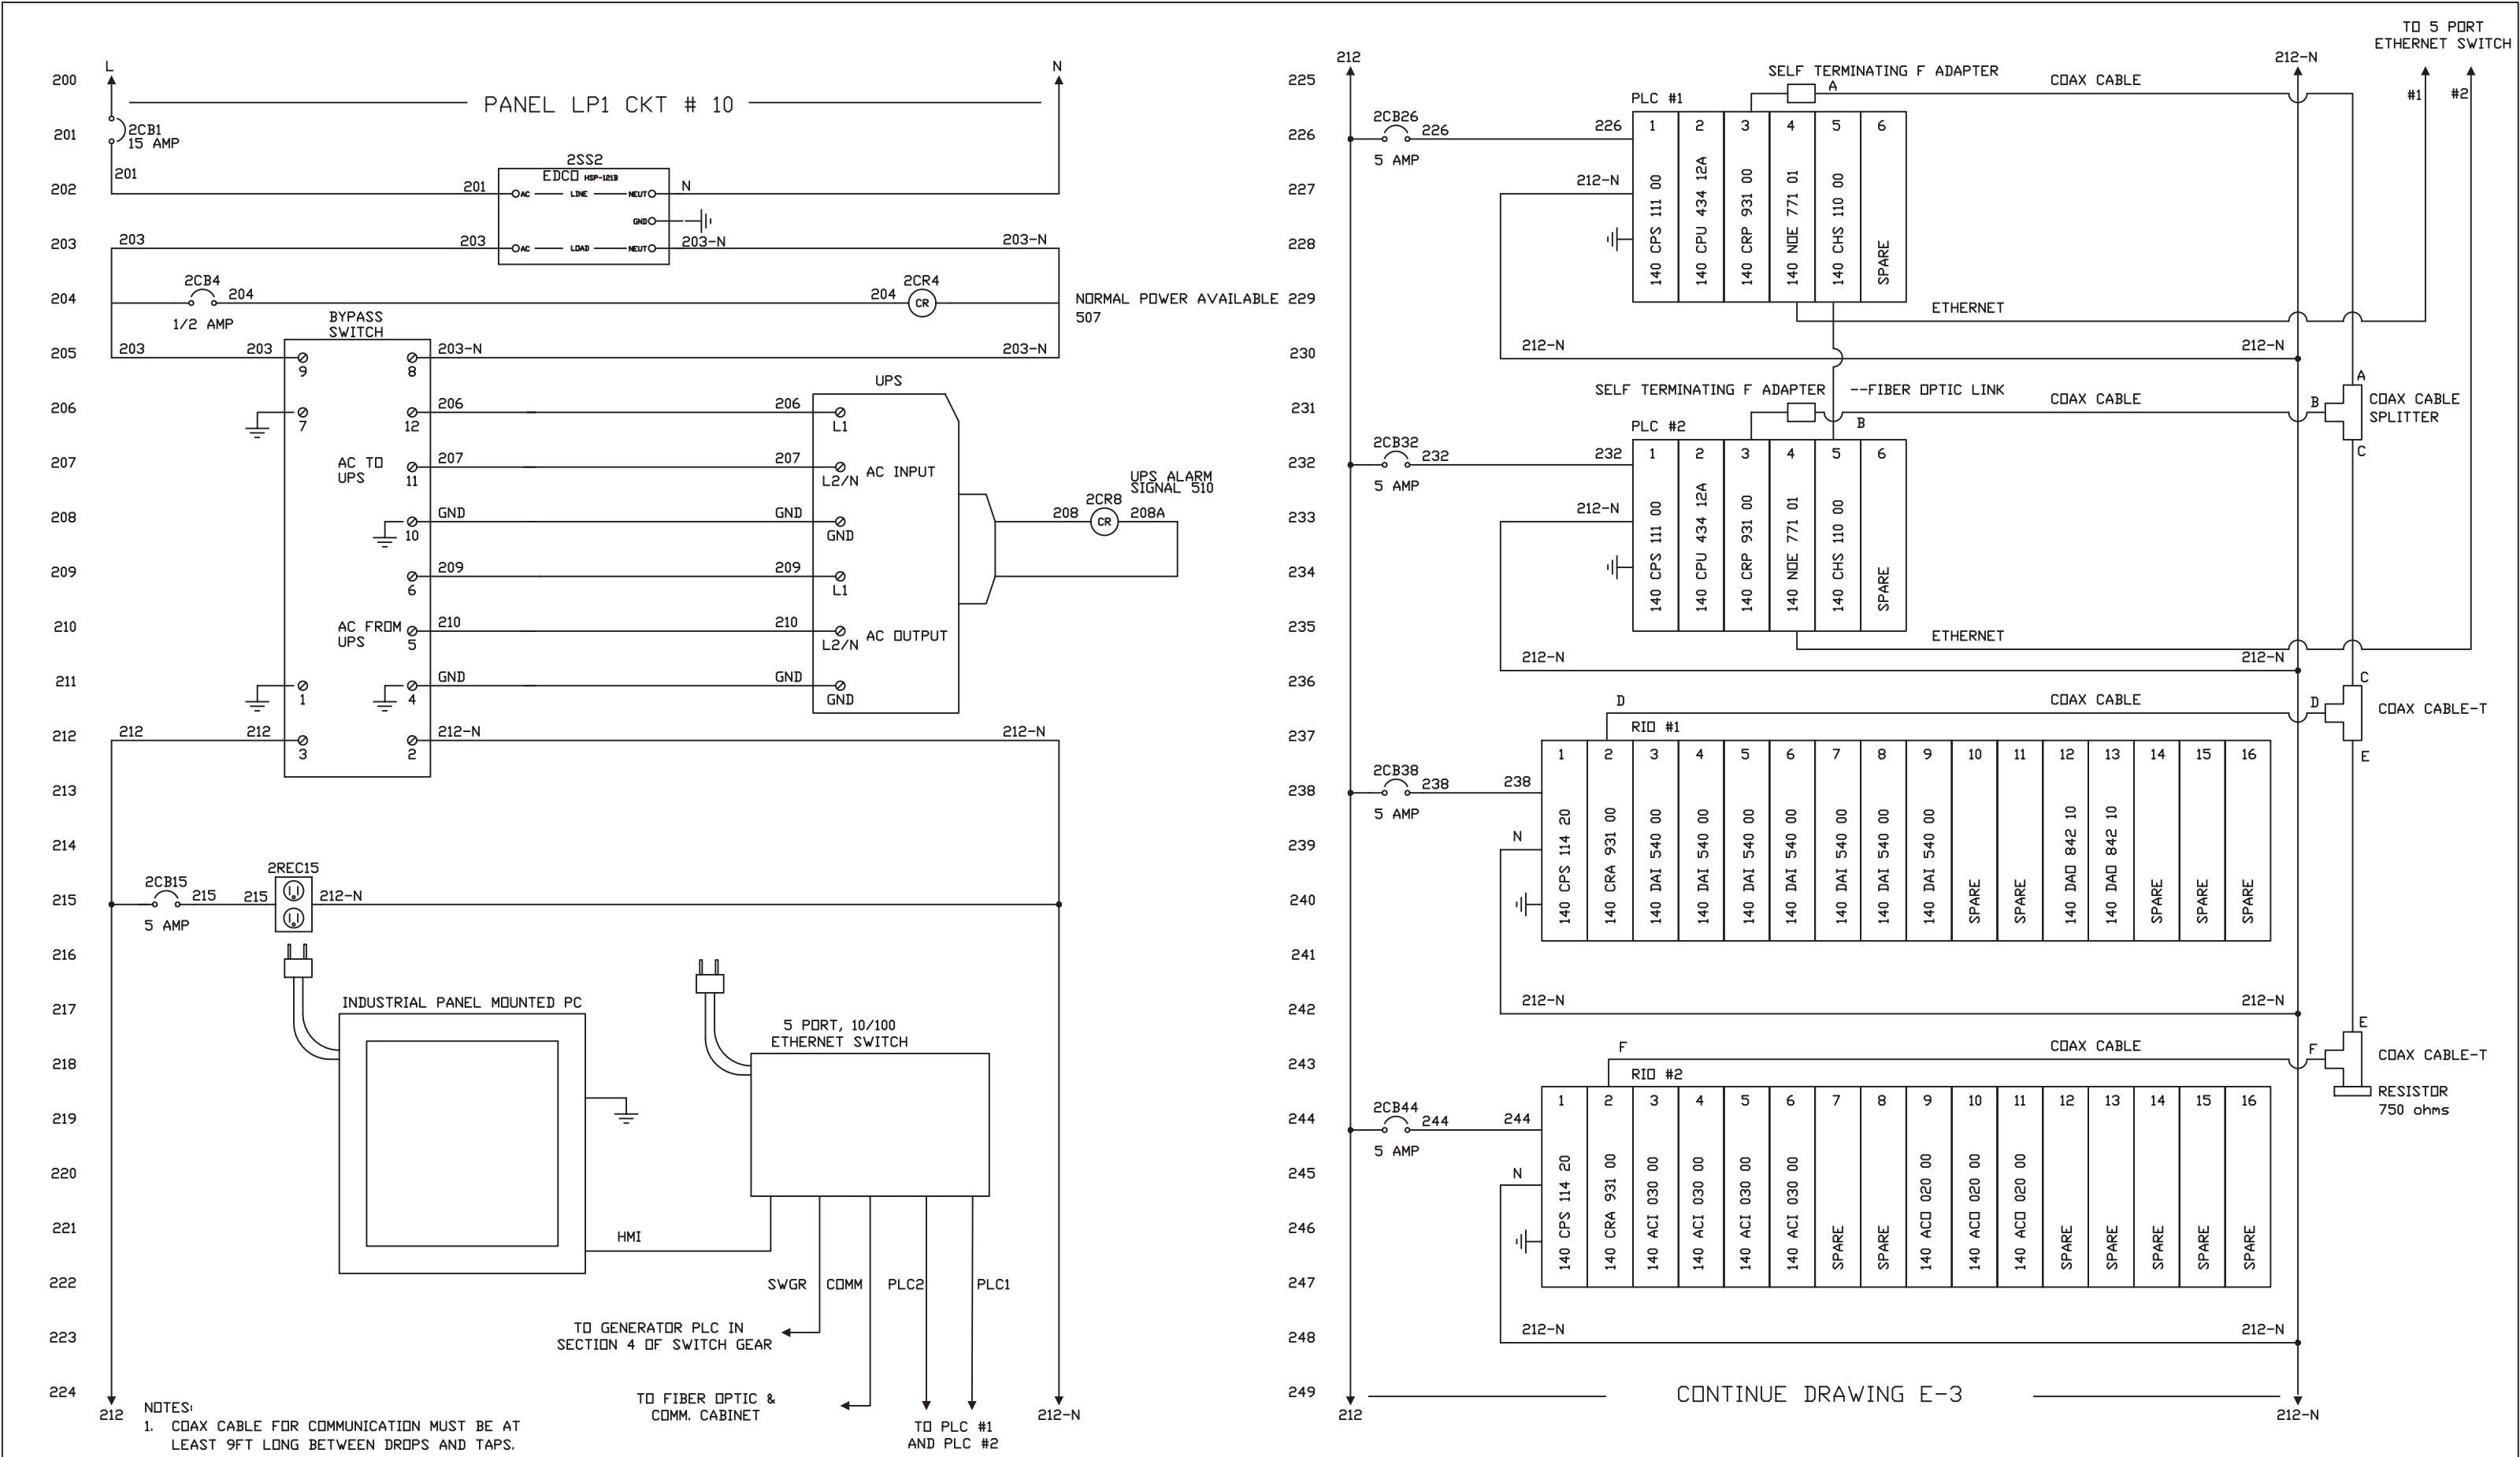 L
N
200
PANEL LP1 CKT # 10
201
2CB1
15 AMP
201
2SS2
EDCO HSP-121B
202
201
AC LINE NEUT
N
GND
203
203
203
AC LOAD NEUT
203-N
203-N
2CB4
204
204
1/2 AMP
204
2CR4
CR
NORMAL POWER AVAILABLE
507
BYPASS
SWITCH
205
203
203
9
8
203-N
203-N
UPS
206
7
12
206
206
L1
207
AC TO
UPS
11
207
207
L2/N
AC INPUT
UPS ALARM
SIGNAL 510
208
10
GND
GND
GND
208
2CR8
CR
208A
209
6
209
209
L1
210
AC FROM
UPS
5
210
210
L2/N
AC OUTPUT
211
1
4
GND
GND
GND
212
212
212
3
2
212-N
212-N
213
214
2CB15
2REC15
215
215
215
212-N
5 AMP
216
217
INDUSTRIAL PANEL MOUNTED PC
5 PORT, 10/100
ETHERNET SWITCH
218
219
220
221
HMI
222
SWGR
COMM
PLC2
PLC1
223
TO GENERATOR PLC IN
SECTION 4 OF SWITCH GEAR
224
TO FIBER OPTIC &
COMM. CABINET
TO PLC #1
AND PLC #2
212
212-N
NOTES:
1. COAX CABLE FOR COMMUNICATION MUST BE AT
LEAST 9FT LONG BETWEEN DROPS AND TAPS.
TO 5 PORT
ETHERNET SWITCH
212
212-N
225
SELF TERMINATING F ADAPTER
A
COAX CABLE
#1
#2
PLC #1
2CB26
226
226
226
5 AMP
1
2
3
4
5
6
140 CPS 111 00
140 CPU 434 12A
140 CRP 931 00
140 NOE 771 01
140 CHS 110 00
SPARE
227
212-N
228
229
ETHERNET
230
212-N
212-N
SELF TERMINATING F ADAPTER --FIBER OPTIC LINK
COAX CABLE
231
A
B
COAX CABLE
SPLITTER
C
B
PLC #2
2CB32
232
232
232
5 AMP
1
2
3
4
5
6
140 CPS 111 00
140 CPU 434 12A
140 CRP 931 00
140 NOE 771 01
140 CHS 110 00
SPARE
233
212-N
234
235
ETHERNET
236
212-N
212-N
D
COAX CABLE
C
D
COAX CABLE-T
E
237
RIO #1
2CB38
238
238
238
5 AMP
1
2
3
4
5
6
7
8
9
10
11
12
13
14
15
16
140 CPS 114 20
140 CRA 931 00
140 DAI 540 00
140 DAI 540 00
140 DAI 540 00
140 DAI 540 00
140 DAI 540 00
140 DAI 540 00
140 DAI 540 00
SPARE
SPARE
140 DAO 842 10
140 DAO 842 10
SPARE
SPARE
SPARE
239
N
240
241
242
212-N
212-N
243
F
COAX CABLE
E
F
COAX CABLE-T
RESISTOR
750 ohms
RIO #2
2CB44
244
244
244
5 AMP
1
2
3
4
5
6
7
8
9
10
11
12
13
14
15
16
140 CPS 114 20
140 CRA 931 00
140 ACI 030 00
140 ACI 030 00
140 ACI 030 00
140 ACI 030 00
SPARE
SPARE
140 ACO 020 00
140 ACO 020 00
140 ACO 020 00
SPARE
SPARE
SPARE
SPARE
SPARE
245
N
246
247
248
212-N
212-N
249
CONTINUE DRAWING E-3
212
212-N